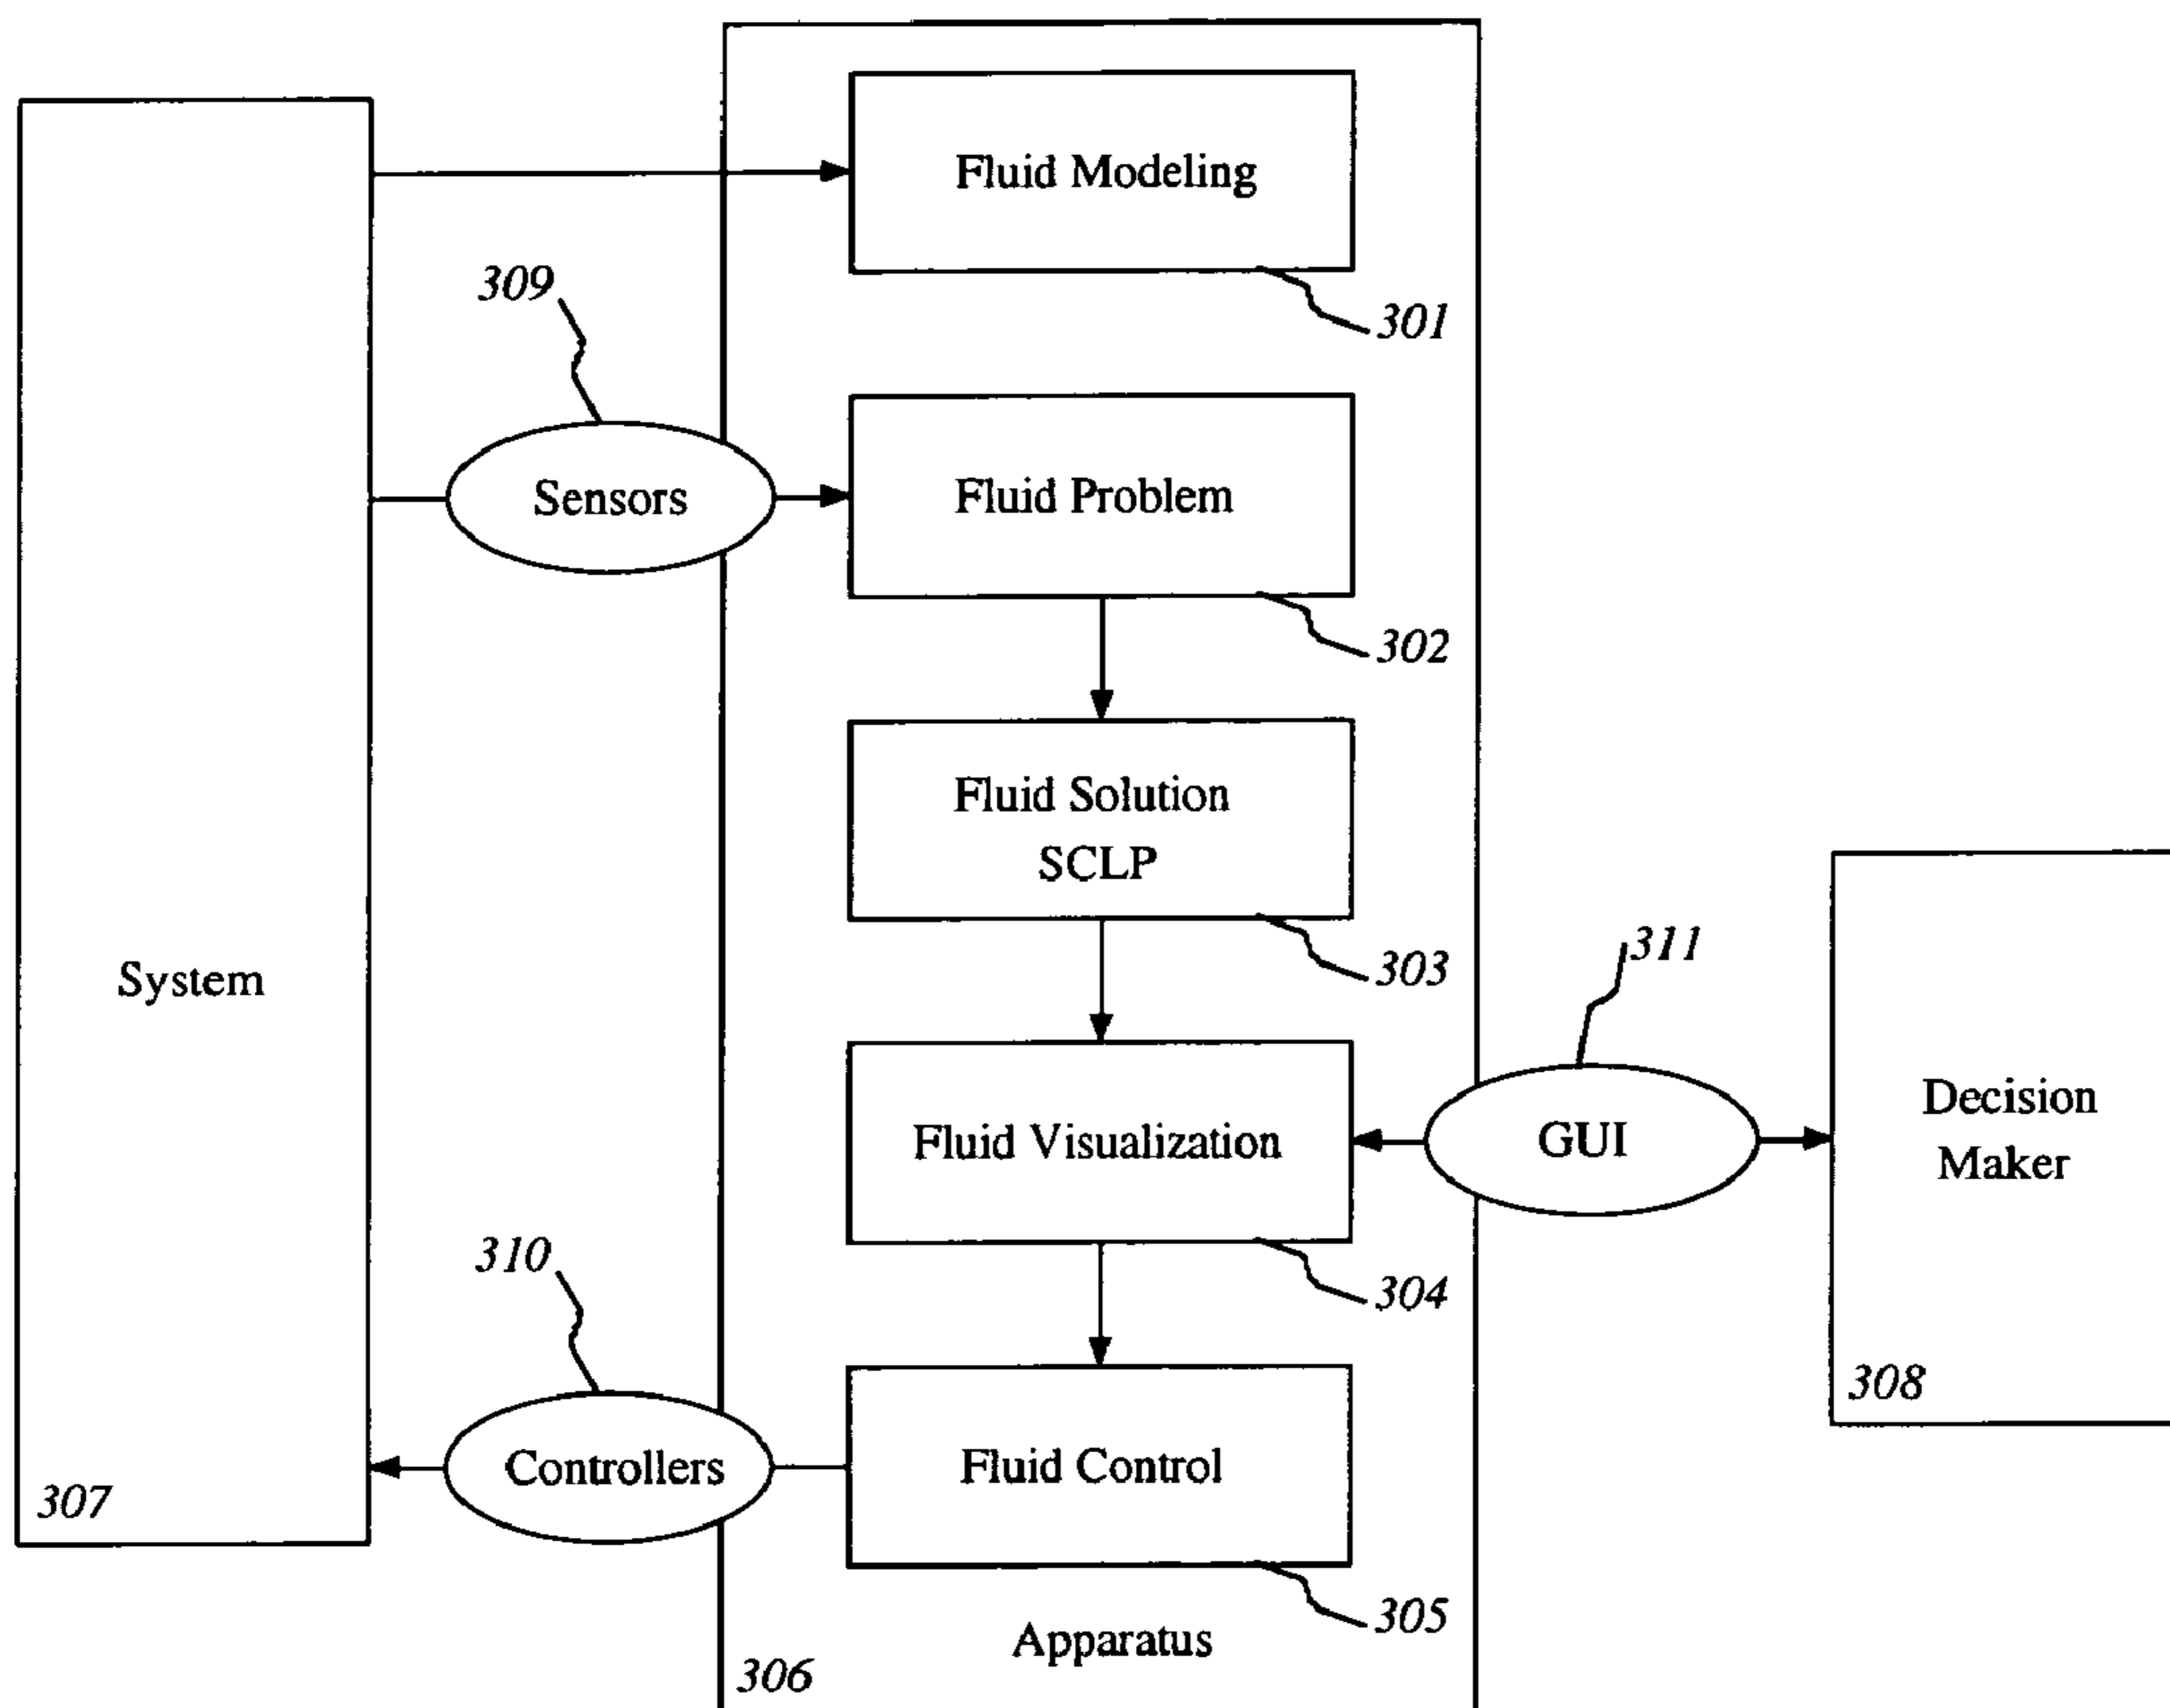 Fluid Modeling
301
309
Sensors
Fluid Problem
302
Fluid Solution
SCLP
303
System
311
Fluid Visualization
GUI
Decision
Maker
304
308
310
Controllers
Fluid Control
307
305
Apparatus
306